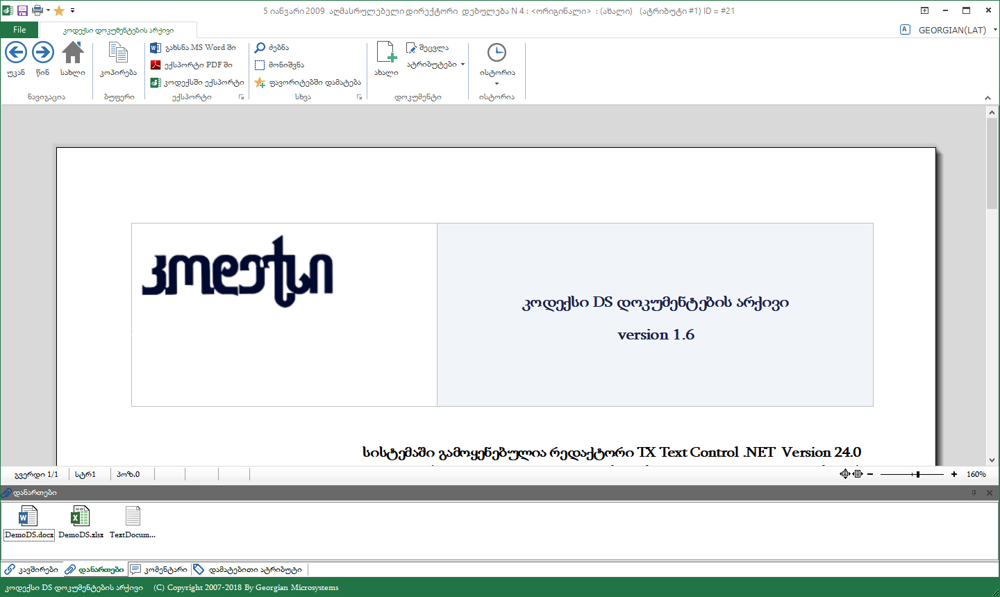 5 იანვარი 2009 აღმასრულებელი დირექტორი დებულება N 4 : <ორიგინალი> : (ახალი) (ატრიბუტი #1) ID = #21
File
კოდექსი დოკუმენტების არქივი
A GEORGIAN(LAT)
უკან
წინ
სახლი
ნავიგაცია
კოპირება
ბუფერი
გახსნა MS Word ში
ექსპორტი PDF ში
კოდექსში ექსპორტი
ექსპორტი
ძებნა
მონიშვნა
ფავორიტებში დამატება
სხვა
ახალი
შეცვლა
ატრიბუტები
დოკუმენტი
ისტორია
ისტორია
კოდექსი
კოდექსი DS დოკუმენტების არქივი
version 1.6
სისტემაში გამოყენებულია რედაქტორი TX Text Control .NET Version 24.0
გვერდი 1/1 სტრ1 პოზ.0 160%
დანართები
DemoDS.docx DemoDS.xlsx TextDocum...
კავშირები დანართები კომენტარი დამატებითი ატრიბუტი
კოდექსი DS დოკუმენტების არქივი (C) Copyright 2007-2018 By Georgian Microsystems